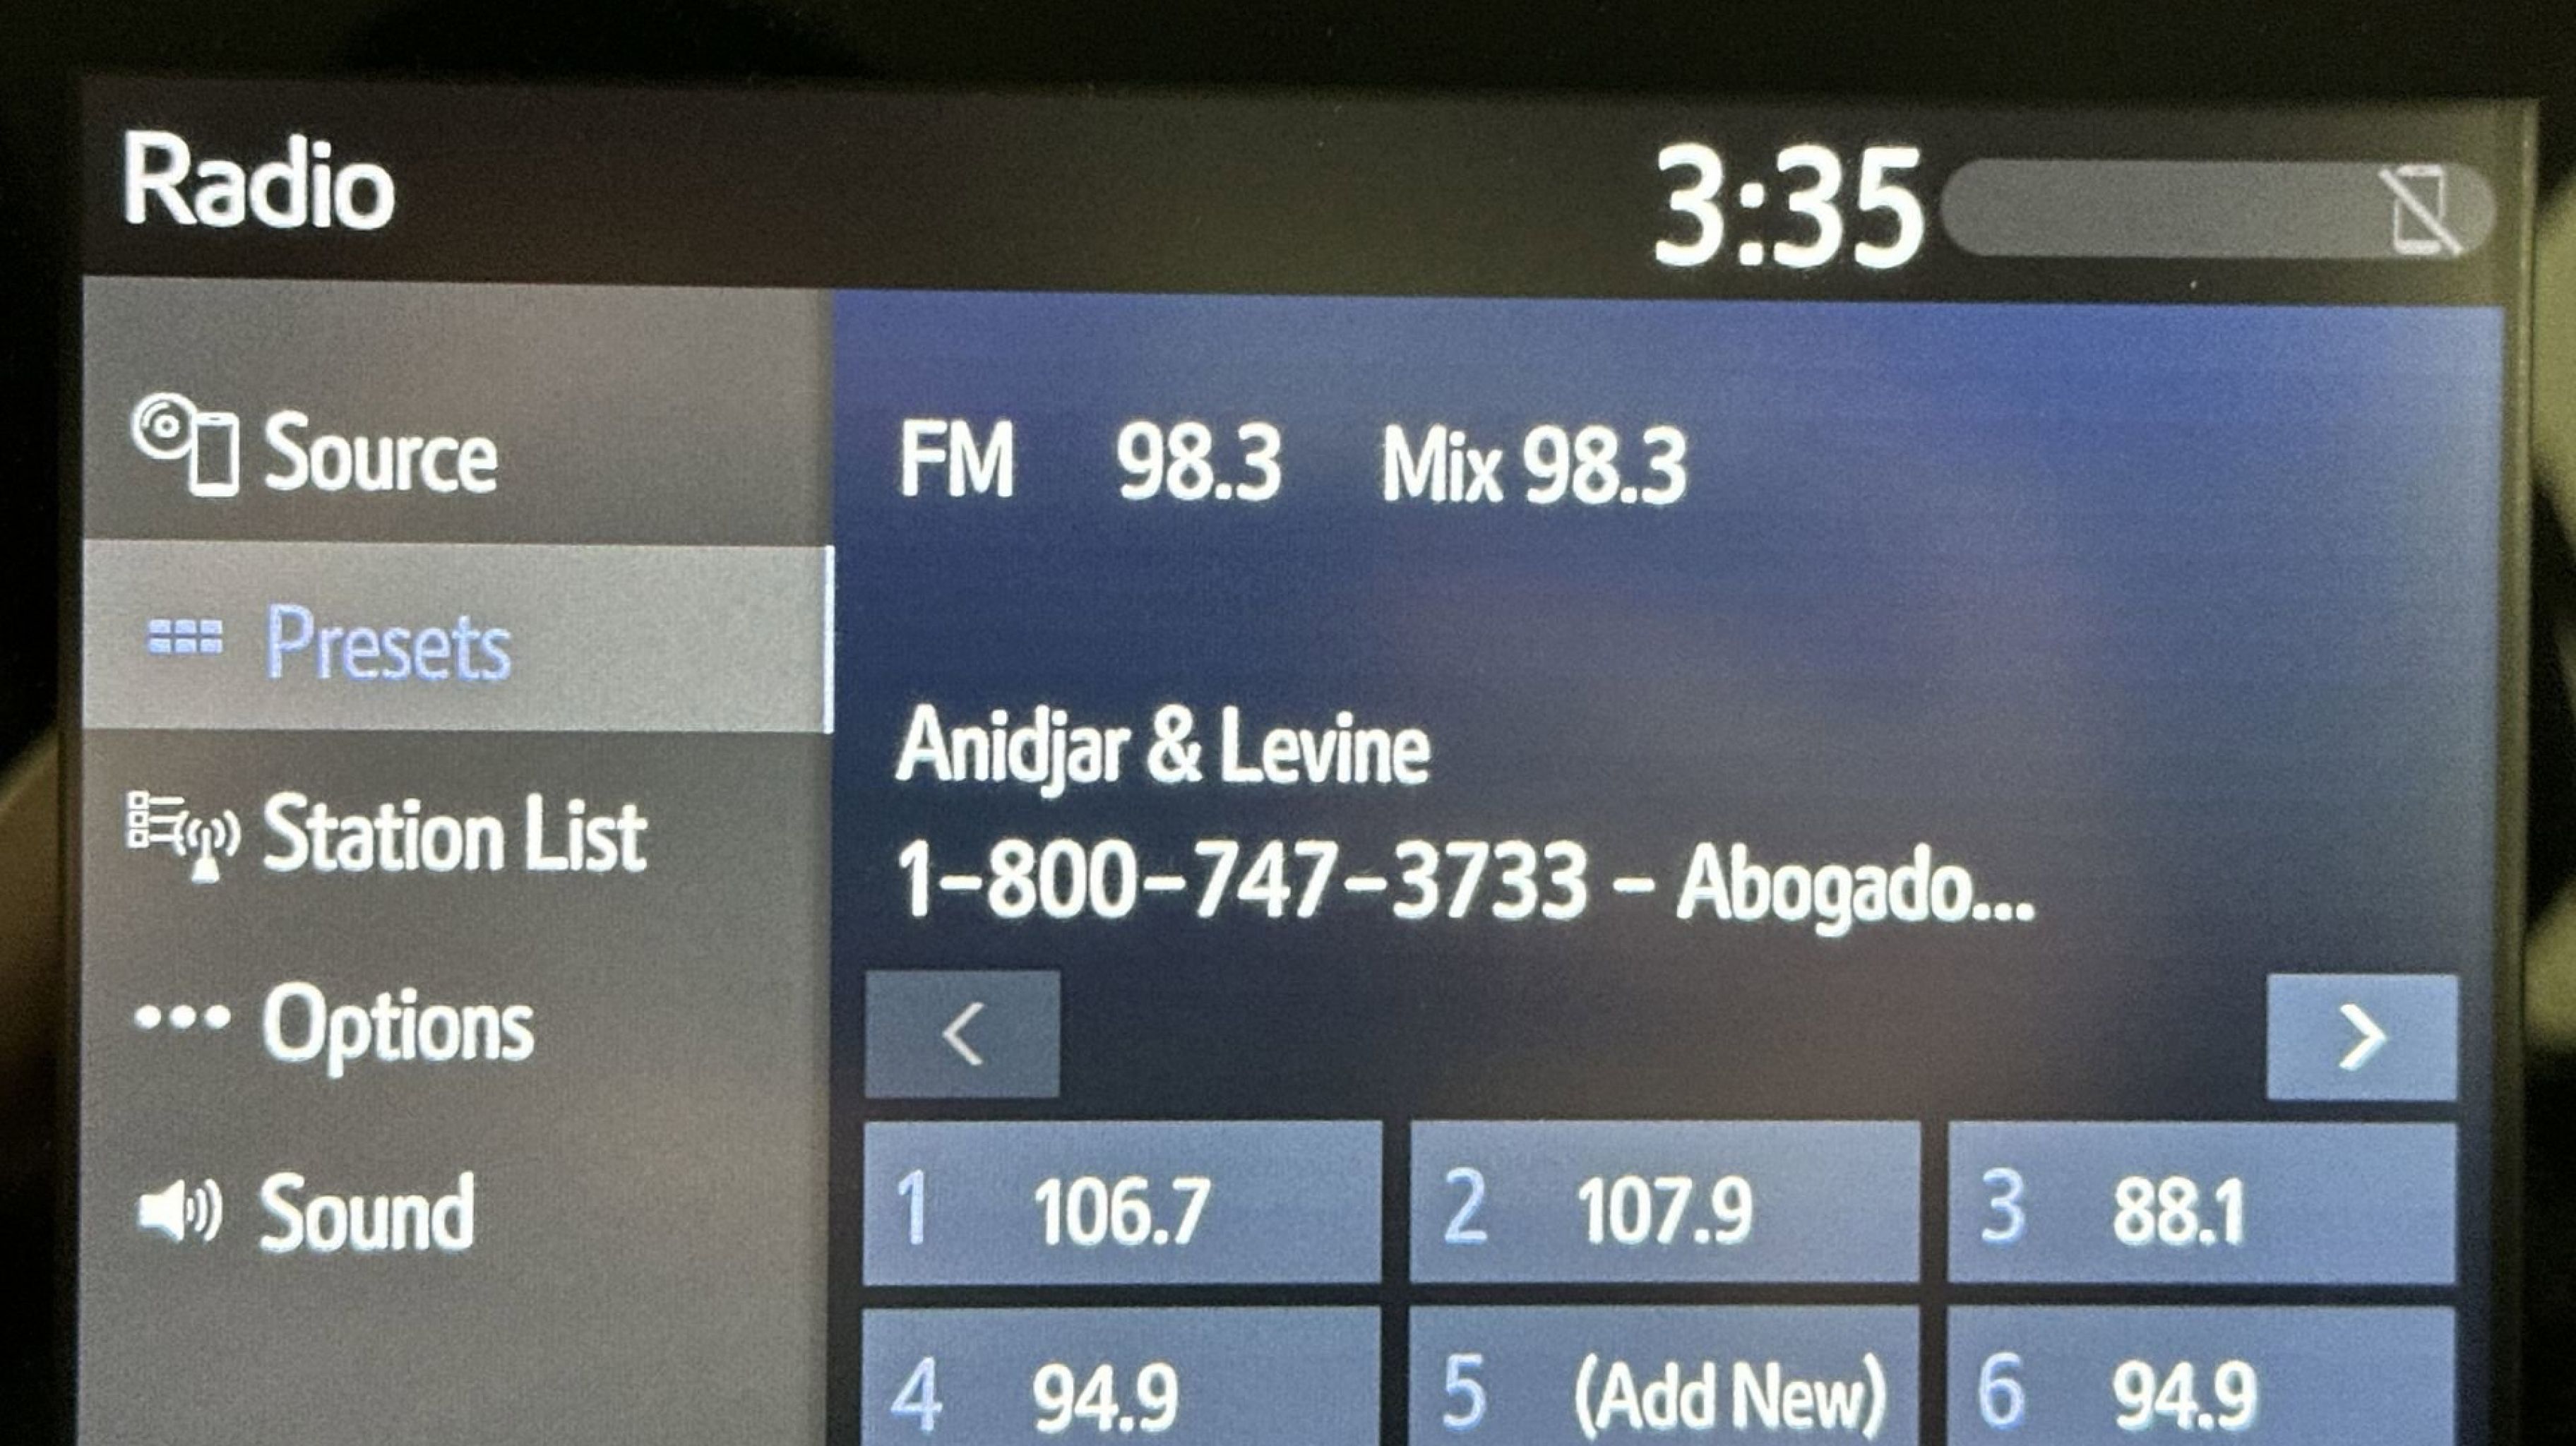 Radio
3:35
Source
Presets
Station List
Options
Sound
FM 98.3 Mix 98.3
Anidjar & Levine
1-800-747-3733 - Abogado...
1 106.7
2 107.9
3 88.1
4 94.9
5 (Add New)
6 94.9